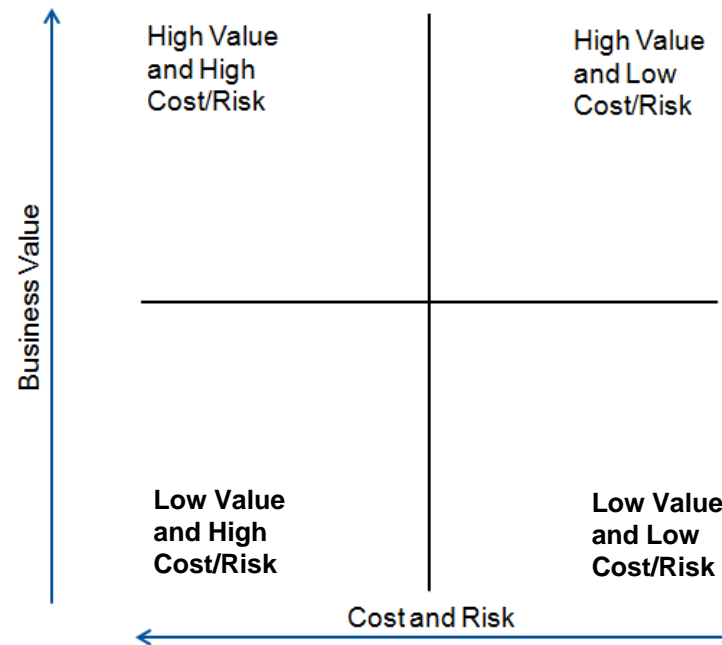 High Value
and High
Cost/Risk
High Value
and Low
Cost/Risk
Business Value
Low Value
and High
Cost/Risk
Low Value
and Low
Cost/Risk
Cost and Risk